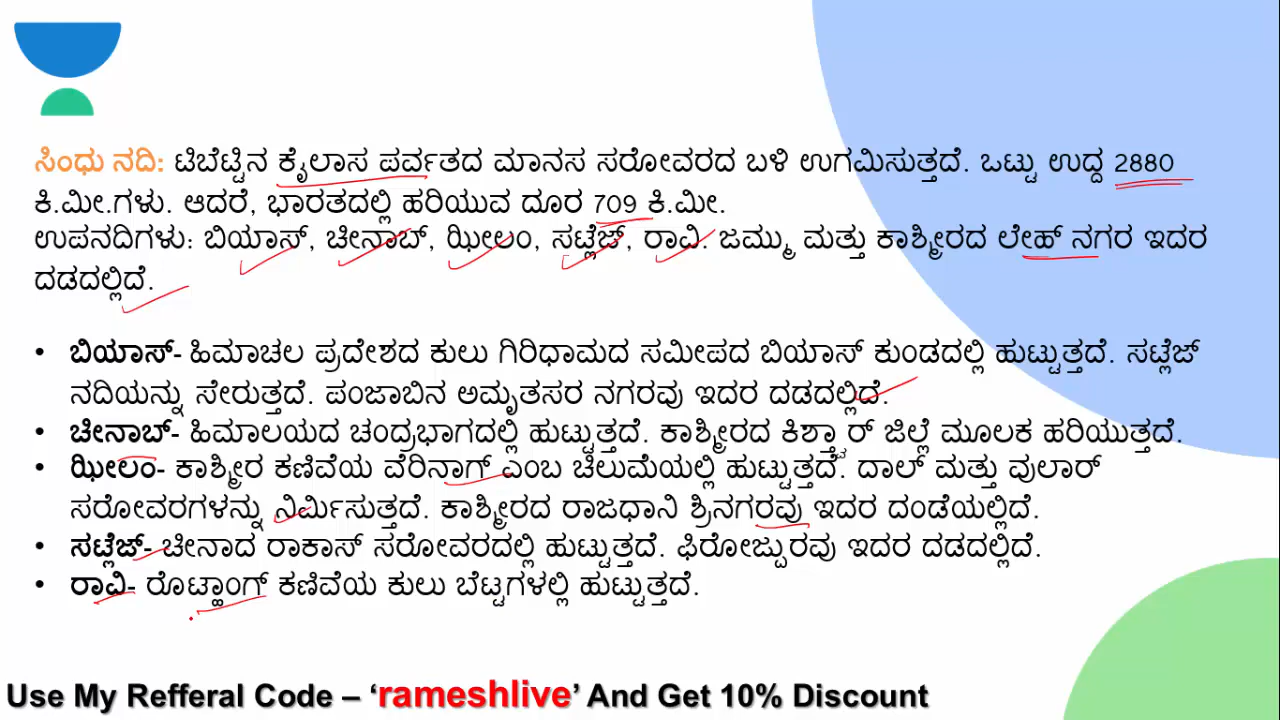 ಸಿಂಧು ನದಿ: ಟಿಬೆಟ್ಟಿನ ಕೈಲಾಸ ಪರ್ವತದ ಮಾನಸ ಸರೋವರದ ಬಳಿ ಉಗಮಿಸುತ್ತದೆ. ಒಟ್ಟು ಉದ್ದ 2880
ಕಿ.ಮೀ.ಗಳು. ಆದರೆ, ಭಾರತದಲ್ಲಿ ಹರಿಯುವ ದೂರ 709 ಕಿ.ಮೀ.
ಉಪನದಿಗಳು: ಬಿಯಾಸ್, ಚೀನಾಬ್, ಝೀಲಂ, ಸಟ್ಲೆಜ್, ರಾವಿ. ಜಮ್ಮು ಮತ್ತು ಕಾಶ್ಮೀರದ ಲೇಹ್ ನಗರ ಇದರ
ದಡದಲ್ಲಿದೆ.
• ಬಿಯಾಸ್- ಹಿಮಾಚಲ ಪ್ರದೇಶದ ಕುಲು ಗಿರಿಧಾಮದ ಸಮೀಪದ ಬಿಯಾಸ್ ಕುಂಡದಲ್ಲಿ ಹುಟ್ಟುತ್ತದೆ. ಸಟ್ಲೆಜ್
ನದಿಯನ್ನು ಸೇರುತ್ತದೆ. ಪಂಜಾಬಿನ ಅಮೃತಸರ ನಗರವು ಇದರ ದಡದಲ್ಲಿದೆ.
• ಚೀನಾಬ್- ಹಿಮಾಲಯದ ಚಂದ್ರಭಾಗದಲ್ಲಿ ಹುಟ್ಟುತ್ತದೆ. ಕಾಶ್ಮೀರದ ಕಿಶ್ತ್ವಾರ್ ಜಿಲ್ಲೆ ಮೂಲಕ ಹರಿಯುತ್ತದೆ.
• ಝೀಲಂ- ಕಾಶ್ಮೀರ ಕಣಿವೆಯ ವೆರಿನಾಗ್ ಎಂಬ ಚಿಲುಮೆಯಲ್ಲಿ ಹುಟ್ಟುತ್ತದೆ. ದಾಲ್ ಮತ್ತು ವುಲಾರ್
ಸರೋವರಗಳನ್ನು ನಿರ್ಮಿಸುತ್ತದೆ. ಕಾಶ್ಮೀರದ ರಾಜಧಾನಿ ಶ್ರಿನಗರವು ಇದರ ದಂಡೆಯಲ್ಲಿದೆ.
• ಸಟ್ಲೆಜ್- ಚೀನಾದ ರಾಕಾಸ್ ಸರೋವರದಲ್ಲಿ ಹುಟ್ಟುತ್ತದೆ. ಫಿರೋಜ್ಪುರವು ಇದರ ದಡದಲ್ಲಿದೆ.
• ರಾವಿ- ರೊಟ್ಹಾಂಗ್ ಕಣಿವೆಯ ಕುಲು ಬೆಟ್ಟಗಳಲ್ಲಿ ಹುಟ್ಟುತ್ತದೆ.
Use My Refferal Code – ‘rameshlive’ And Get 10% Discount